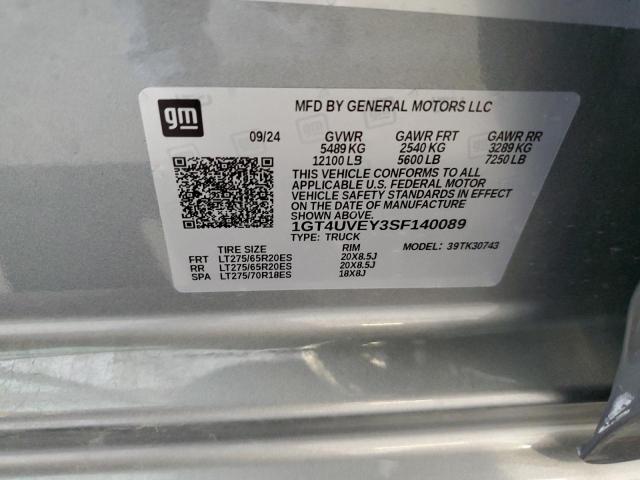 gm
MFD BY GENERAL MOTORS LLC
09/24 GVWR GAWR FRT GAWR RR
5489 KG 2540 KG 3289 KG
12100 LB 5600 LB 7250 LB
THIS VEHICLE CONFORMS TO ALL
APPLICABLE U.S. FEDERAL MOTOR
VEHICLE SAFETY STANDARDS IN EFFECT
ON THE DATE OF MANUFACTURE
SHOWN ABOVE.
1GT4UVEY3SF140089
TYPE: TRUCK MODEL: 39TK30743
TIRE SIZE RIM
FRT LT275/65R20ES 20X8.5J
RR LT275/65R20ES 20X8.5J
SPA LT275/70R18ES 18X8J